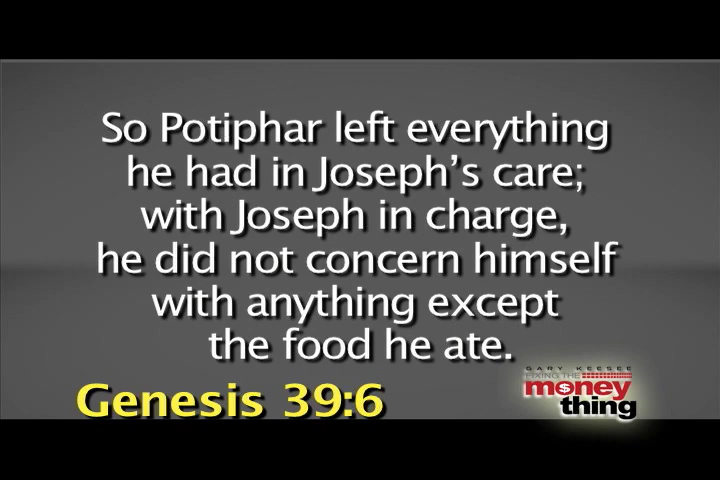 So Potiphar left everything
he had in Joseph's care;
with Joseph in charge,
he did not concern himself
with anything except
the food he ate.
Genesis 39:6
GARY KEESEE
FIXING THE
money
thing